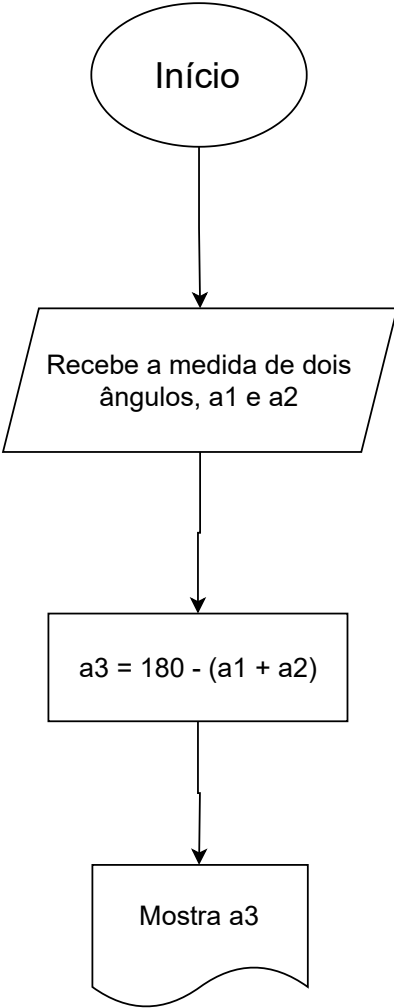 Início
Recebe a medida de dois
ângulos, a1 e a2
a3 = 180 - (a1 + a2)
Mostra a3